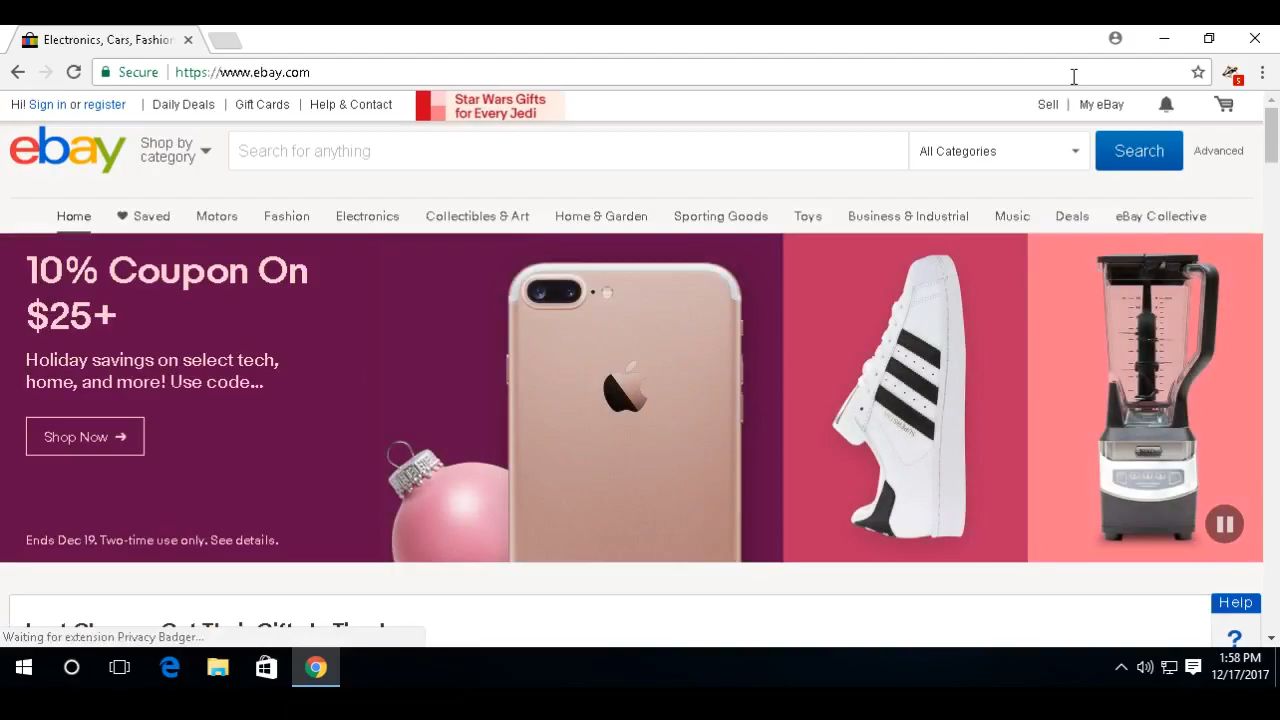 Electronics, Cars, Fashion
Secure https://www.ebay.com
5
Hi! Sign in or register
Daily Deals
Gift Cards
Help & Contact
Star Wars Gifts
for Every Jedi
Sell
My eBay
ebay
Shop by
category
Search for anything
All Categories
Search
Advanced
Home
Saved
Motors
Fashion
Electronics
Collectibles & Art
Home & Garden
Sporting Goods
Toys
Business & Industrial
Music
Deals
eBay Collective
10% Coupon On
$25+
Holiday savings on select tech,
home, and more! Use code...
Shop Now
Ends Dec 19. Two-time use only. See details.
Help
?
Waiting for extension Privacy Badger...
1:58 PM
12/17/2017